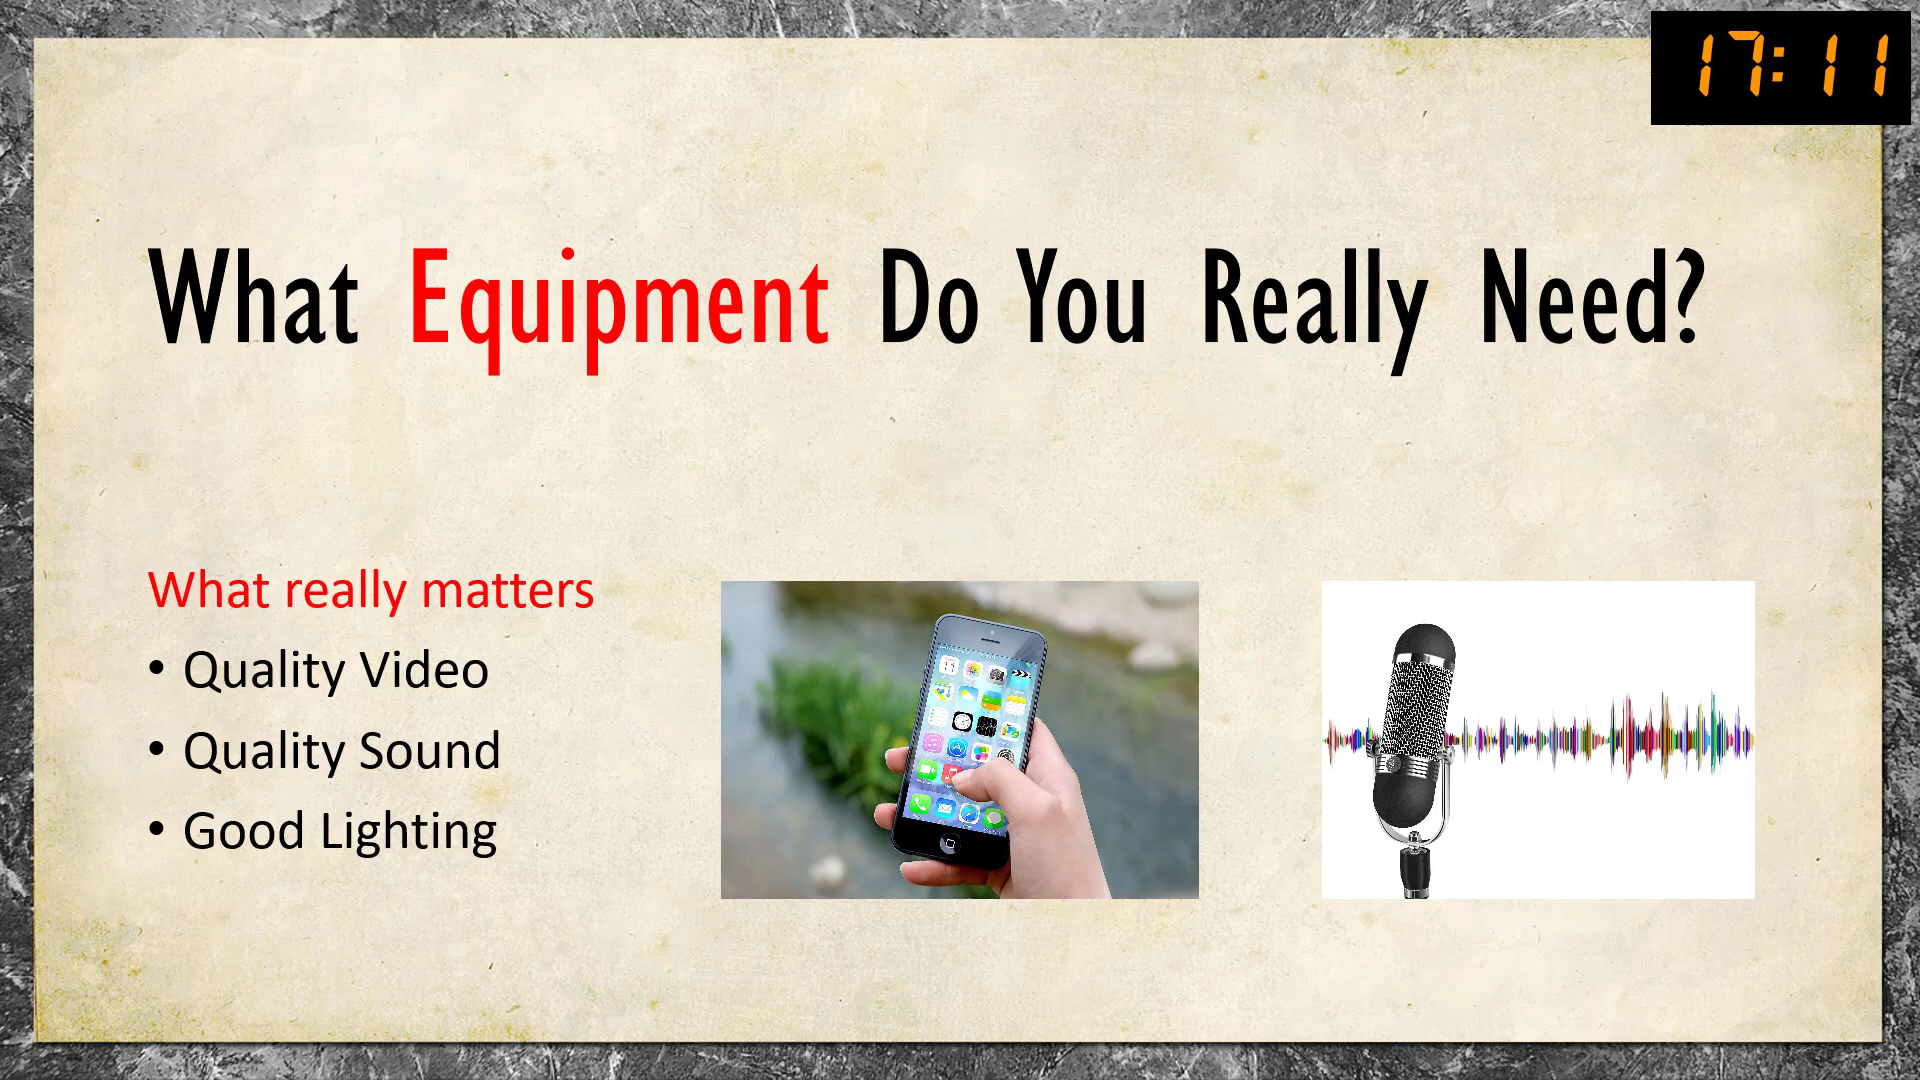 17:11
What Equipment Do You Really Need?
What really matters
• Quality Video
• Quality Sound
• Good Lighting